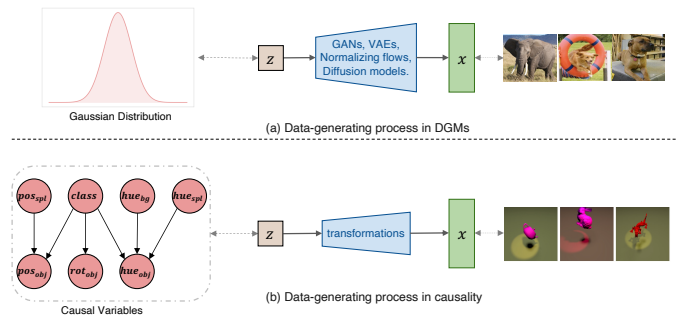 GANs, VAEs,
Normalizing flows,
Diffusion models.
z
x
Gaussian Distribution
(a) Data-generating process in DGMs
pos_spl
class
hue_bg
hue_spl
z
transformations
x
pos_obj
rot_obj
hue_obj
(b) Data-generating process in causality
Causal Variables